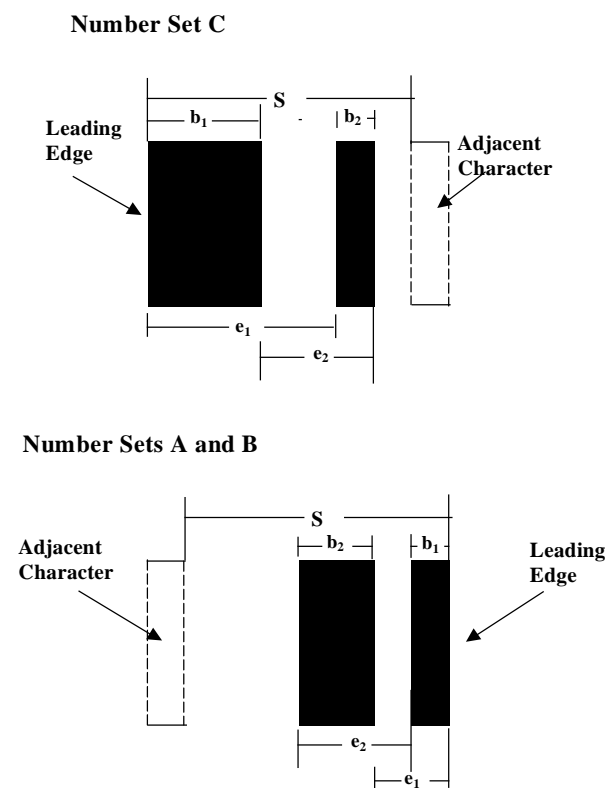 Number Set C
S
b₁ b₂
Leading
Edge
Adjacent
Character
e₁
e₂
Number Sets A and B
S
b₂ b₁
Adjacent
Character
Leading
Edge
e₂
e₁